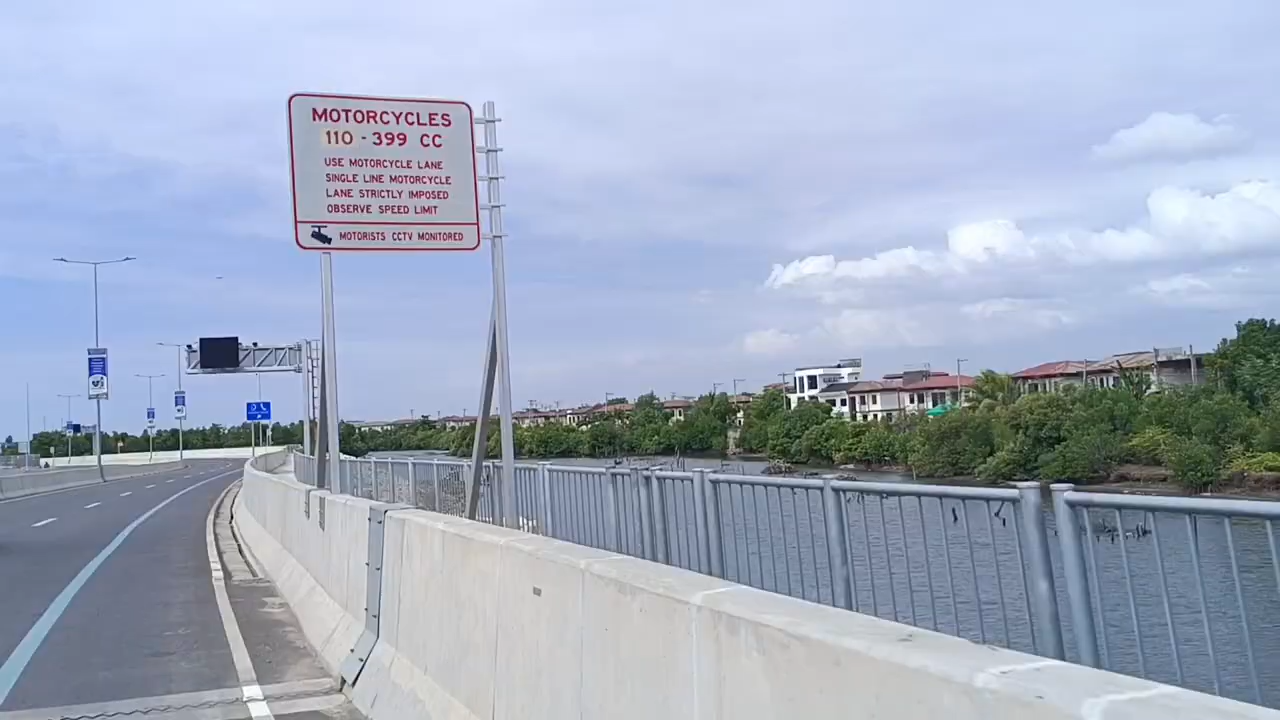 MOTORCYCLES
110 - 399 CC
USE MOTORCYCLE LANE
SINGLE LINE MOTORCYCLE
LANE STRICTLY IMPOSED
OBSERVE SPEED LIMIT
MOTORISTS CCTV MONITORED